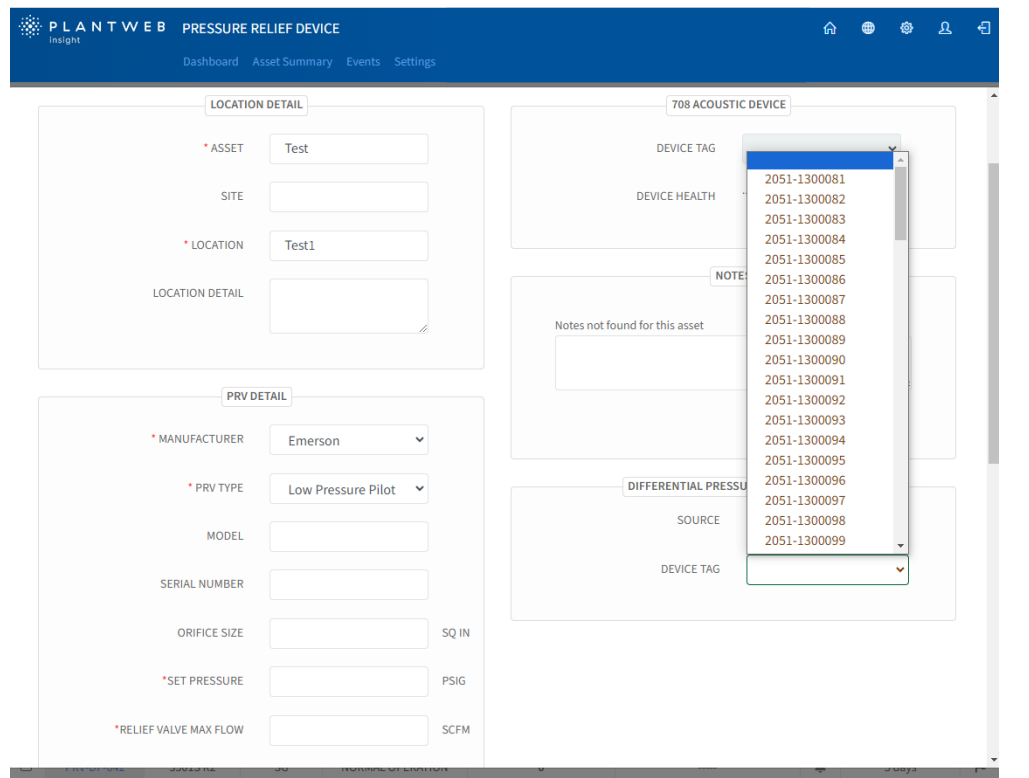 PLANTWEB PRESSURE RELIEF DEVICE
insight
Dashboard Asset Summary Events Settings
LOCATION DETAIL
* ASSET Test
SITE
* LOCATION Test1
LOCATION DETAIL
PRV DETAIL
* MANUFACTURER Emerson
* PRV TYPE Low Pressure Pilot
MODEL
SERIAL NUMBER
ORIFICE SIZE SQ IN
*SET PRESSURE PSIG
*RELIEF VALVE MAX FLOW SCFM
708 ACOUSTIC DEVICE
DEVICE TAG
DEVICE HEALTH
Notes not found for this asset
SOURCE
DEVICE TAG
2051-1300081
2051-1300082
2051-1300083
2051-1300084
2051-1300085
2051-1300086
2051-1300087
2051-1300088
2051-1300089
2051-1300090
2051-1300091
2051-1300092
2051-1300093
2051-1300094
2051-1300095
2051-1300096
2051-1300097
2051-1300098
2051-1300099
DIFFERENTIAL